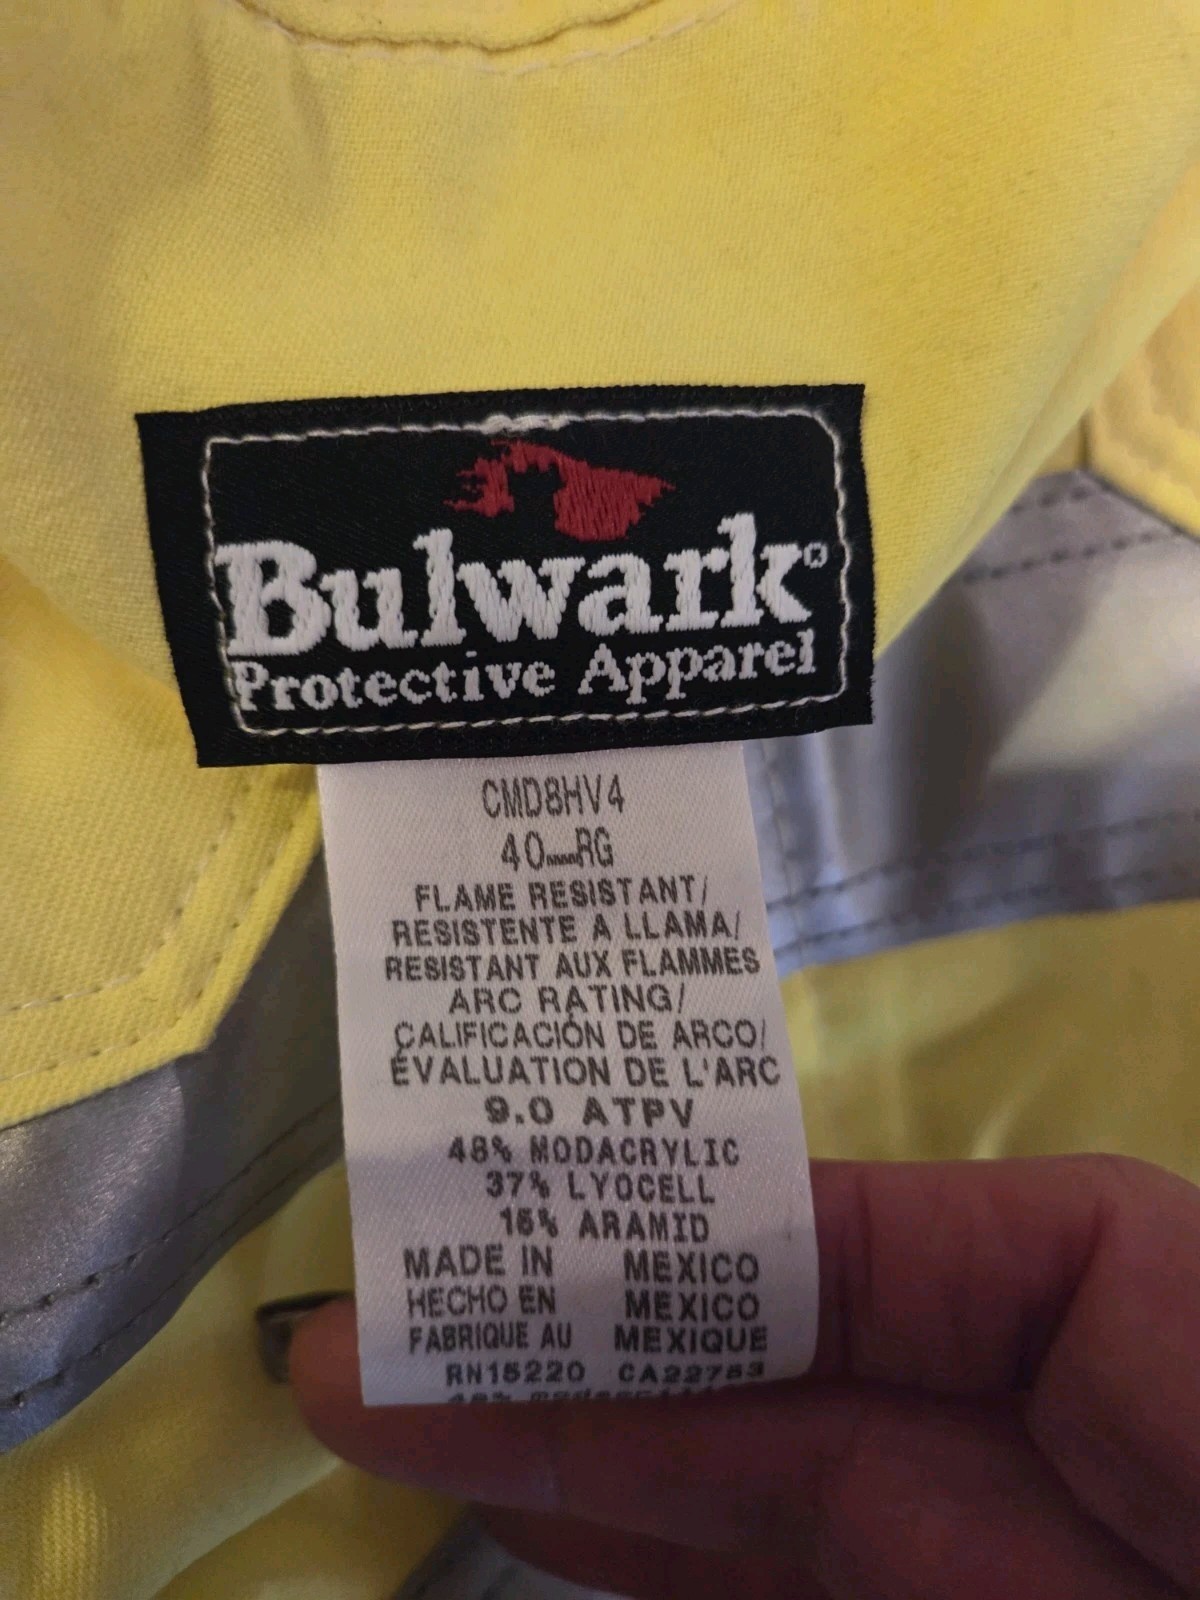 Bulwark®
Protective Apparel
CMD8HV4
40 RG
FLAME RESISTANT/
RESISTENTE A LLAMA/
RESISTANT AUX FLAMMES
ARC RATING/
CALIFICACIÓN DE ARCO/
ÉVALUATION DE L'ARC
9.0 ATPV
48% MODACRYLIC
37% LYOCELL
15% ARAMID
MADE IN MEXICO
HECHO EN MEXICO
FABRIQUE AU MEXIQUE
RN15220 CA22753